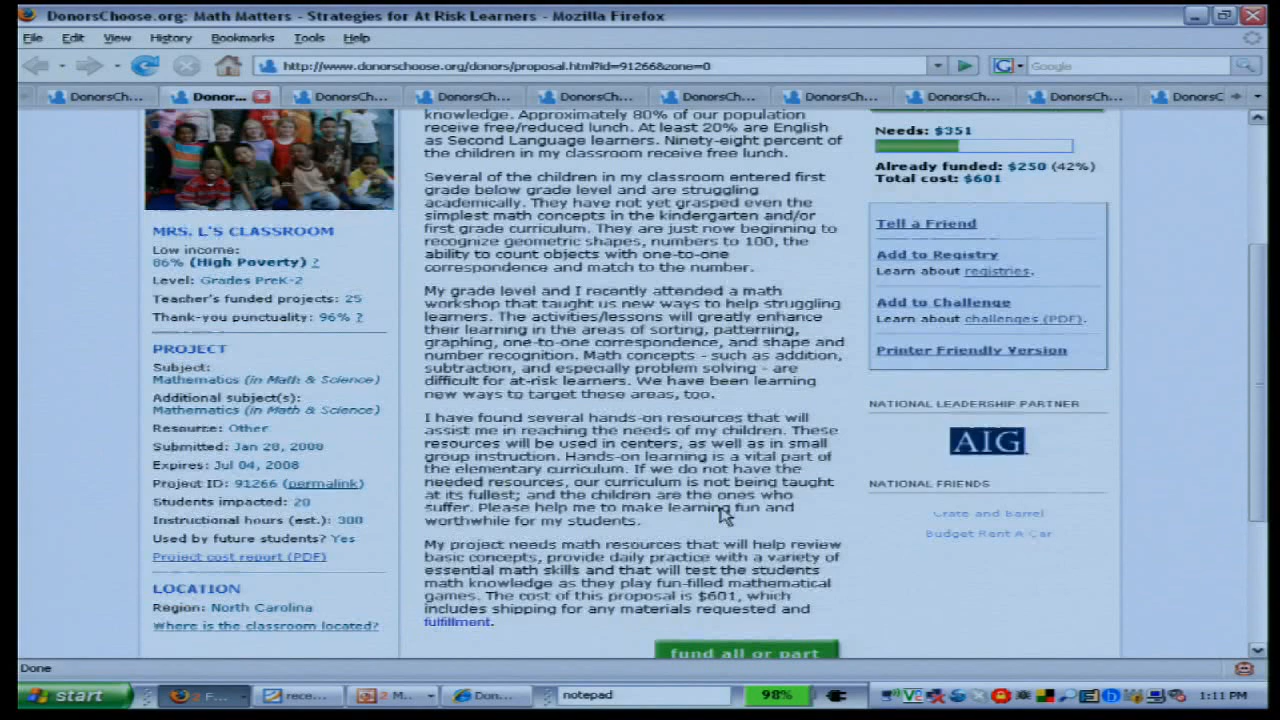 DonorsChoose.org: Math Matters - Strategies for At Risk Learners - Mozilla Firefox
File Edit View History Bookmarks Tools Help
http://www.donorschoose.org/donors/proposal.html?id=91266&zone=0
Google
DonorsCh... Donor... DonorsCh... DonorsCh... DonorsCh... DonorsCh... DonorsCh... DonorsCh... DonorsCh... DonorsC
MRS. L'S CLASSROOM
Low income:
86% (High Poverty) ?
Level: Grades PreK-2
Teacher's funded projects: 25
Thank-you punctuality: 96% ?
PROJECT
Subject:
Mathematics (in Math & Science)
Additional subject(s):
Mathematics (in Math & Science)
Resource: Other
Submitted: Jan 28, 2008
Expires: Jul 04, 2008
Project ID: 91266 (permalink)
Students impacted: 20
Instructional hours (est.): 300
Used by future students? Yes
Project cost report (PDF)
LOCATION
Region: North Carolina
Where is the classroom located?
knowledge. Approximately 80% of our population
receive free/reduced lunch. At least 20% are English
as Second Language learners. Ninety-eight percent of
the children in my classroom receive free lunch.
Several of the children in my classroom entered first
grade below grade level and are struggling
academically. They have not yet grasped even the
simplest math concepts in the kindergarten and/or
first grade curriculum. They are just now beginning to
recognize geometric shapes, numbers to 100, the
ability to count objects with one-to-one
correspondence and match to the number.
My grade level and I recently attended a math
workshop that taught us new ways to help struggling
learners. The activities/lessons will greatly enhance
their learning in the areas of sorting, patterning,
graphing, one-to-one correspondence, and shape and
number recognition. Math concepts - such as addition,
subtraction, and especially problem solving - are
difficult for at-risk learners. We have been learning
new ways to target these areas, too.
I have found several hands-on resources that will
assist me in reaching the needs of my children. These
resources will be used in centers, as well as in small
group instruction. Hands-on learning is a vital part of
the elementary curriculum. If we do not have the
needed resources, our curriculum is not being taught
at its fullest; and the children are the ones who
suffer. Please help me to make learning fun and
worthwhile for my students.
My project needs math resources that will help review
basic concepts, provide daily practice with a variety of
essential math skills and that will test the students
math knowledge as they play fun-filled mathematical
games. The cost of this proposal is $601, which
includes shipping for any materials requested and
fulfillment.
fund all or part
Needs: $351
Already funded: $250 (42%)
Total cost: $601
Tell a Friend
Add to Registry
Learn about registries.
Add to Challenge
Learn about challenges (PDF).
Printer Friendly Version
NATIONAL LEADERSHIP PARTNER
AIG
NATIONAL FRIENDS
Crate and Barrel
Budget Rent A Car
Done
start 2 F... rece... 2 M... Don... notepad 98% 1:11 PM